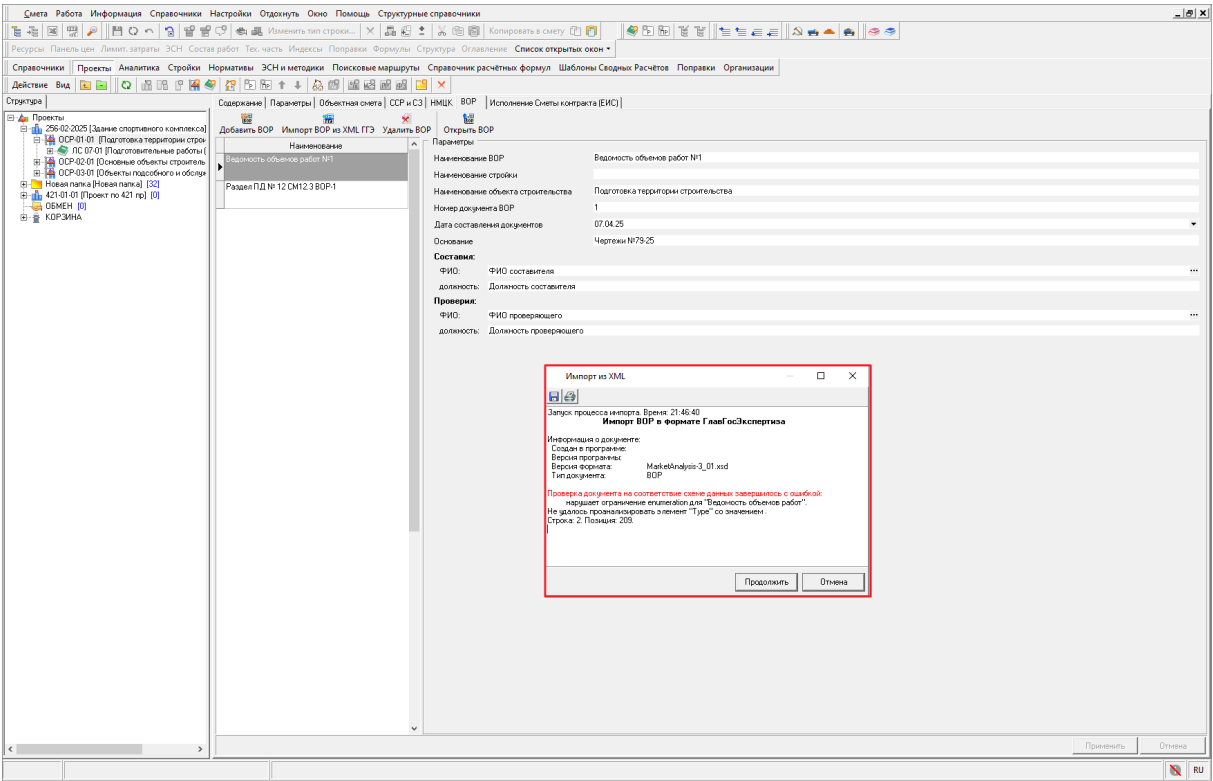 Смета Работа Информация Справочники Настройки Отдохнуть Окно Помощь Структурные справочники
Изменить тип строки... Копировать в смету
Ресурсы Панель цен Лимит. затраты ЭСН Состав работ Тех. часть Индексы Поправки Формулы Структура Оглавление Список открытых окон
Справочники Проекты Аналитика Стройки Нормативы ЭСН и методики Поисковые маршруты Справочник расчётных формул Шаблоны Сводных Расчётов Поправки Организации
Действие Вид
Структура
Проекты
256-02-2025 [Здание спортивного комплекса]
ОСР-01-01 [Подготовка территории строи
ЛС 07-01 [Подготовительные работы (
ОСР-02-01 [Основные объекты строитель
ОСР-03-01 [Объекты подсобного и обслуж
Новая папка [Новая папка] [32]
421-01-01 [Проект по 421 пр] [0]
ОБМЕН [0]
КОРЗИНА
Содержание Параметры Объектная смета ССР и СЗ НМЦК ВОР Исполнение Сметы контракта (ЕИС)
Добавить ВОР Импорт ВОР из XML ГГЭ Удалить ВОР Открыть ВОР
Наименование
Ведомость объемов работ №1
Раздел ПД № 12 СМ12.3 ВОР-1
Параметры
Наименование ВОР Ведомость объемов работ №1
Наименование стройки
Наименование объекта строительства Подготовка территории строительства
Номер документа ВОР 1
Дата составления документов 07.04.25
Основание Чертежи №79-25
Составил:
ФИО: ФИО составителя
должность: Должность составителя
Проверил:
ФИО: ФИО проверяющего
должность: Должность проверяющего
Импорт из XML
Запуск процесса импорта. Время: 21:46:40
Импорт ВОР в формате ГлавГосЭкспертиза
Информация о документе:
Создан в программе:
Версия программы:
Версия формата: MarketAnalysis-3_01.xsd
Тип документа: ВОР
Проверка документа на соответствие схеме данных завершилось с ошибкой:
нарушает ограничение enumeration для "Ведомость объемов работ".
Не удалось проанализировать элемент "Type" со значением .
Строка: 2. Позиция: 209.
Продолжить Отмена
Применить Отмена
RU